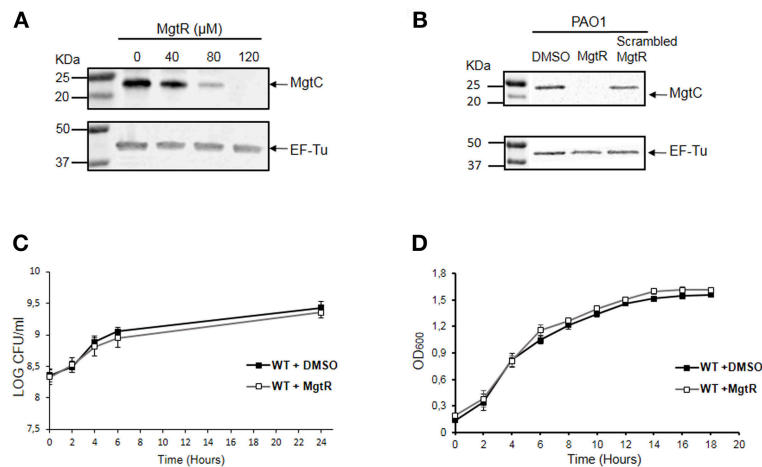 A
MgtR (µM)
KDa
0 40 80 120
25
20
MgtC
50
37
EF-Tu
B
PAO1
KDa
DMSO MgtR Scrambled MgtR
25
20
MgtC
50
37
EF-Tu
C
LOG CFU/ml
10
9,5
9
8,5
8
7,5
0 2 4 6 8 10 12 14 16 18 20 22 24
Time (Hours)
WT + DMSO
WT + MgtR
D
OD600
1,8
1,5
1,2
0,9
0,6
0,3
0
0 2 4 6 8 10 12 14 16 18 20
Time (Hours)
WT +DMSO
WT +MgtR